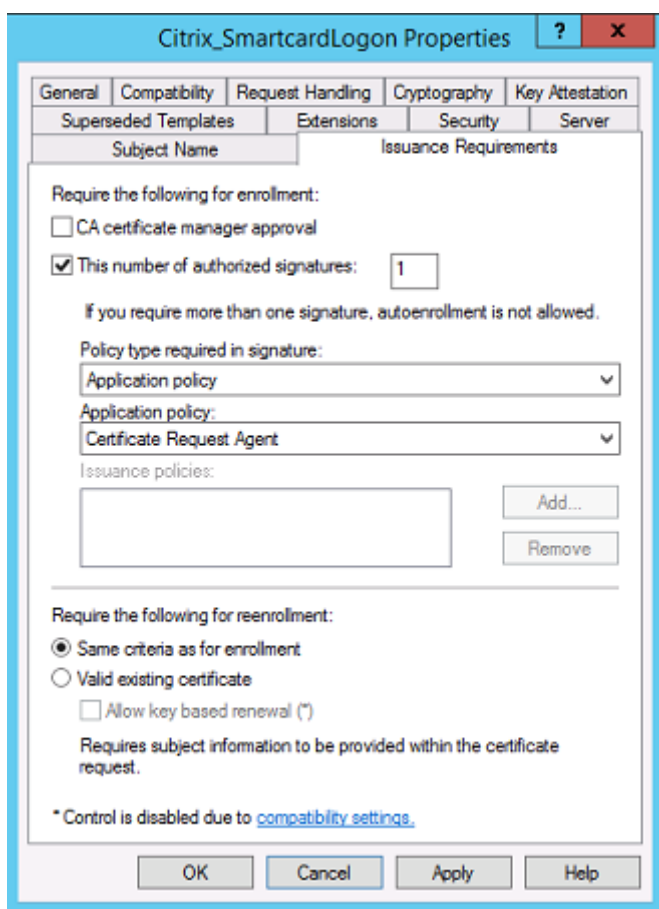 Citrix_SmartcardLogon Properties
? x
General Compatibility Request Handling Cryptography Key Attestation
Superseded Templates Extensions Security Server
Subject Name Issuance Requirements
Require the following for enrollment:
CA certificate manager approval
This number of authorized signatures: 1
If you require more than one signature, autoenrollment is not allowed.
Policy type required in signature:
Application policy
Application policy:
Certificate Request Agent
Issuance policies:
Add...
Remove
Require the following for reenrollment:
Same criteria as for enrollment
Valid existing certificate
Allow key based renewal (*)
Requires subject information to be provided within the certificate
request.
* Control is disabled due to compatibility settings.
OK Cancel Apply Help